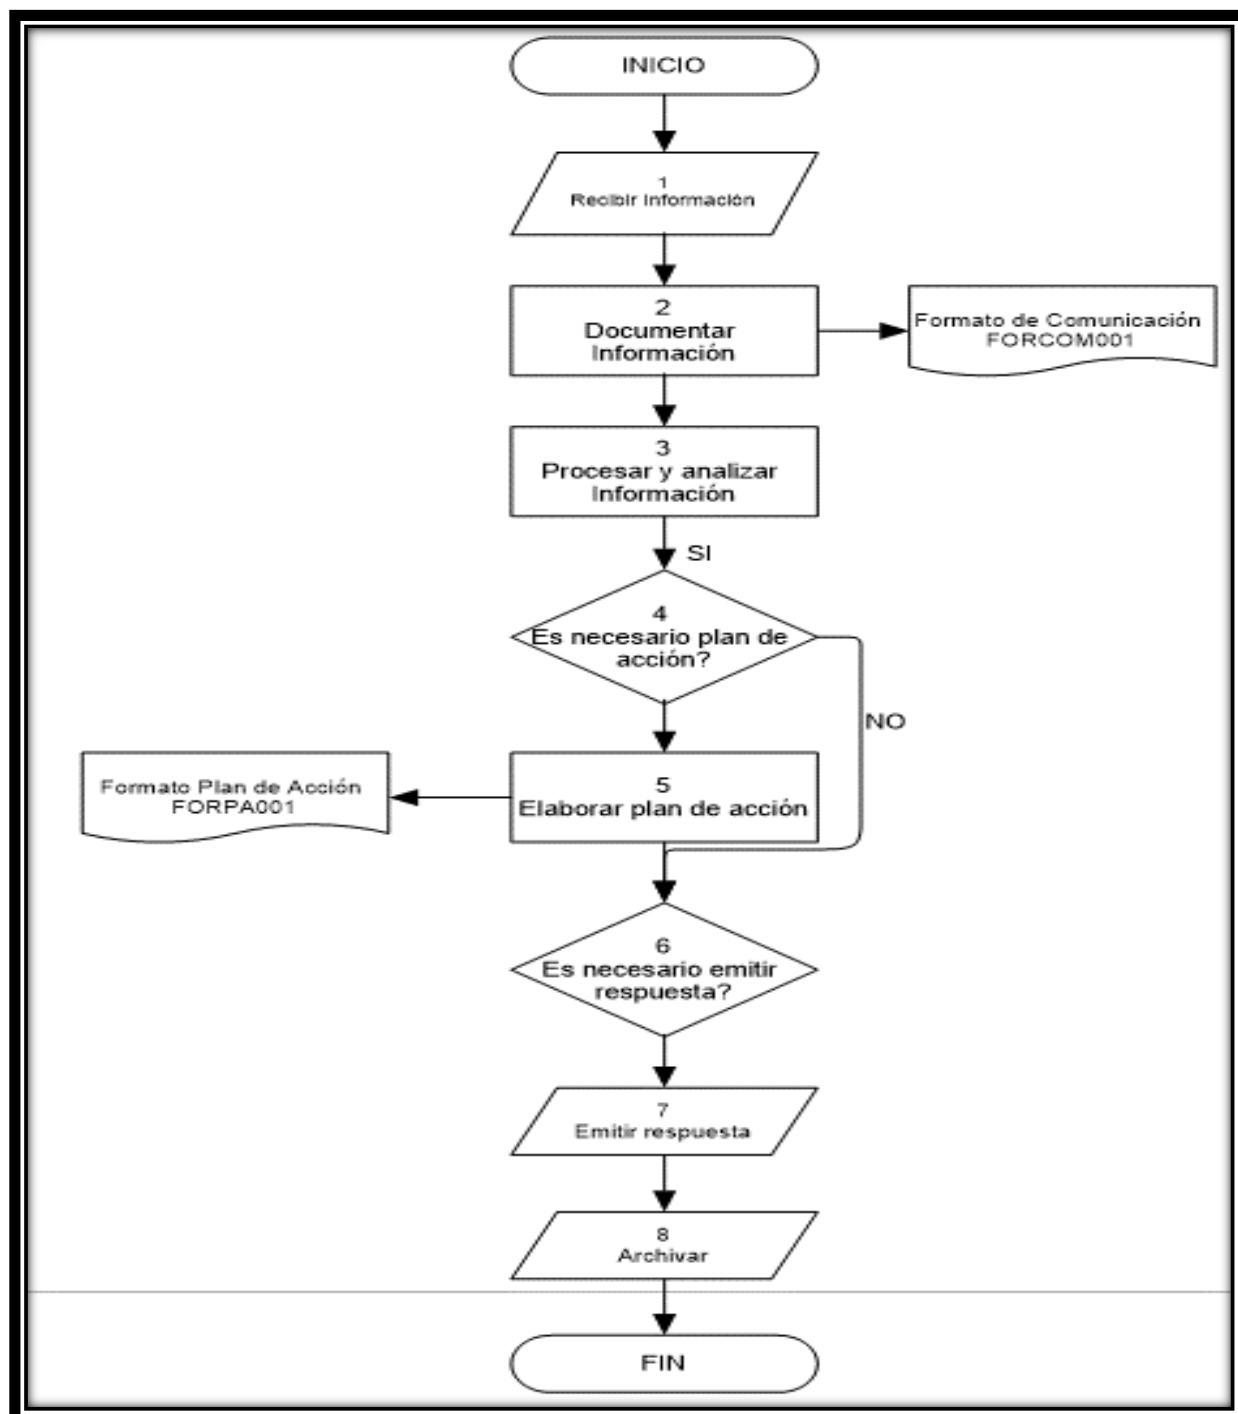 INICIO
1
Recibir Información
2
Documentar
Información
Formato de Comunicación
FORCOM001
3
Procesar y analizar
Información
SI
4
Es necesario plan de
acción?
NO
5
Elaborar plan de acción
Formato Plan de Acción
FORPA001
6
Es necesario emitir
respuesta?
7
Emitir respuesta
8
Archivar
FIN